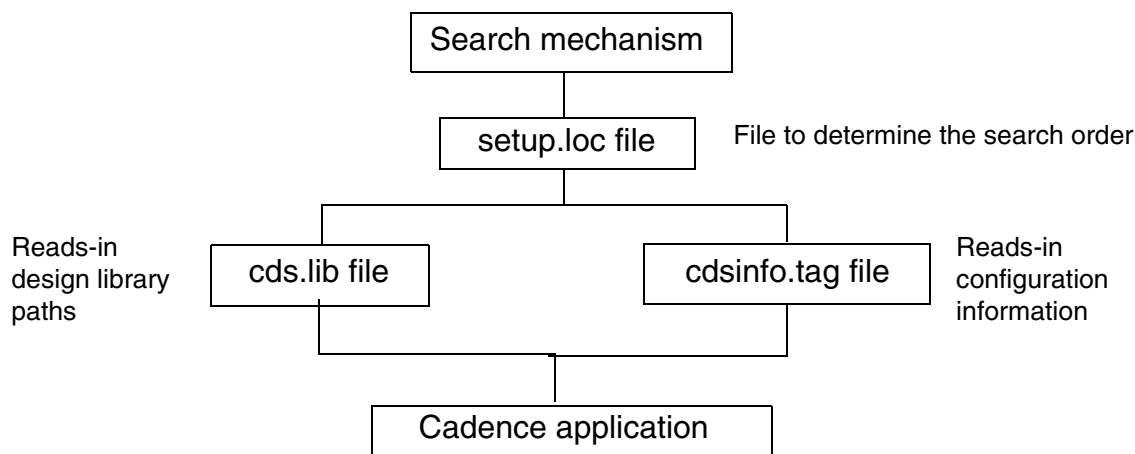 Search mechanism
setup.loc file
File to determine the search order
Reads-in
design library
paths
cds.lib file
cdsinfo.tag file
Reads-in
configuration
information
Cadence application